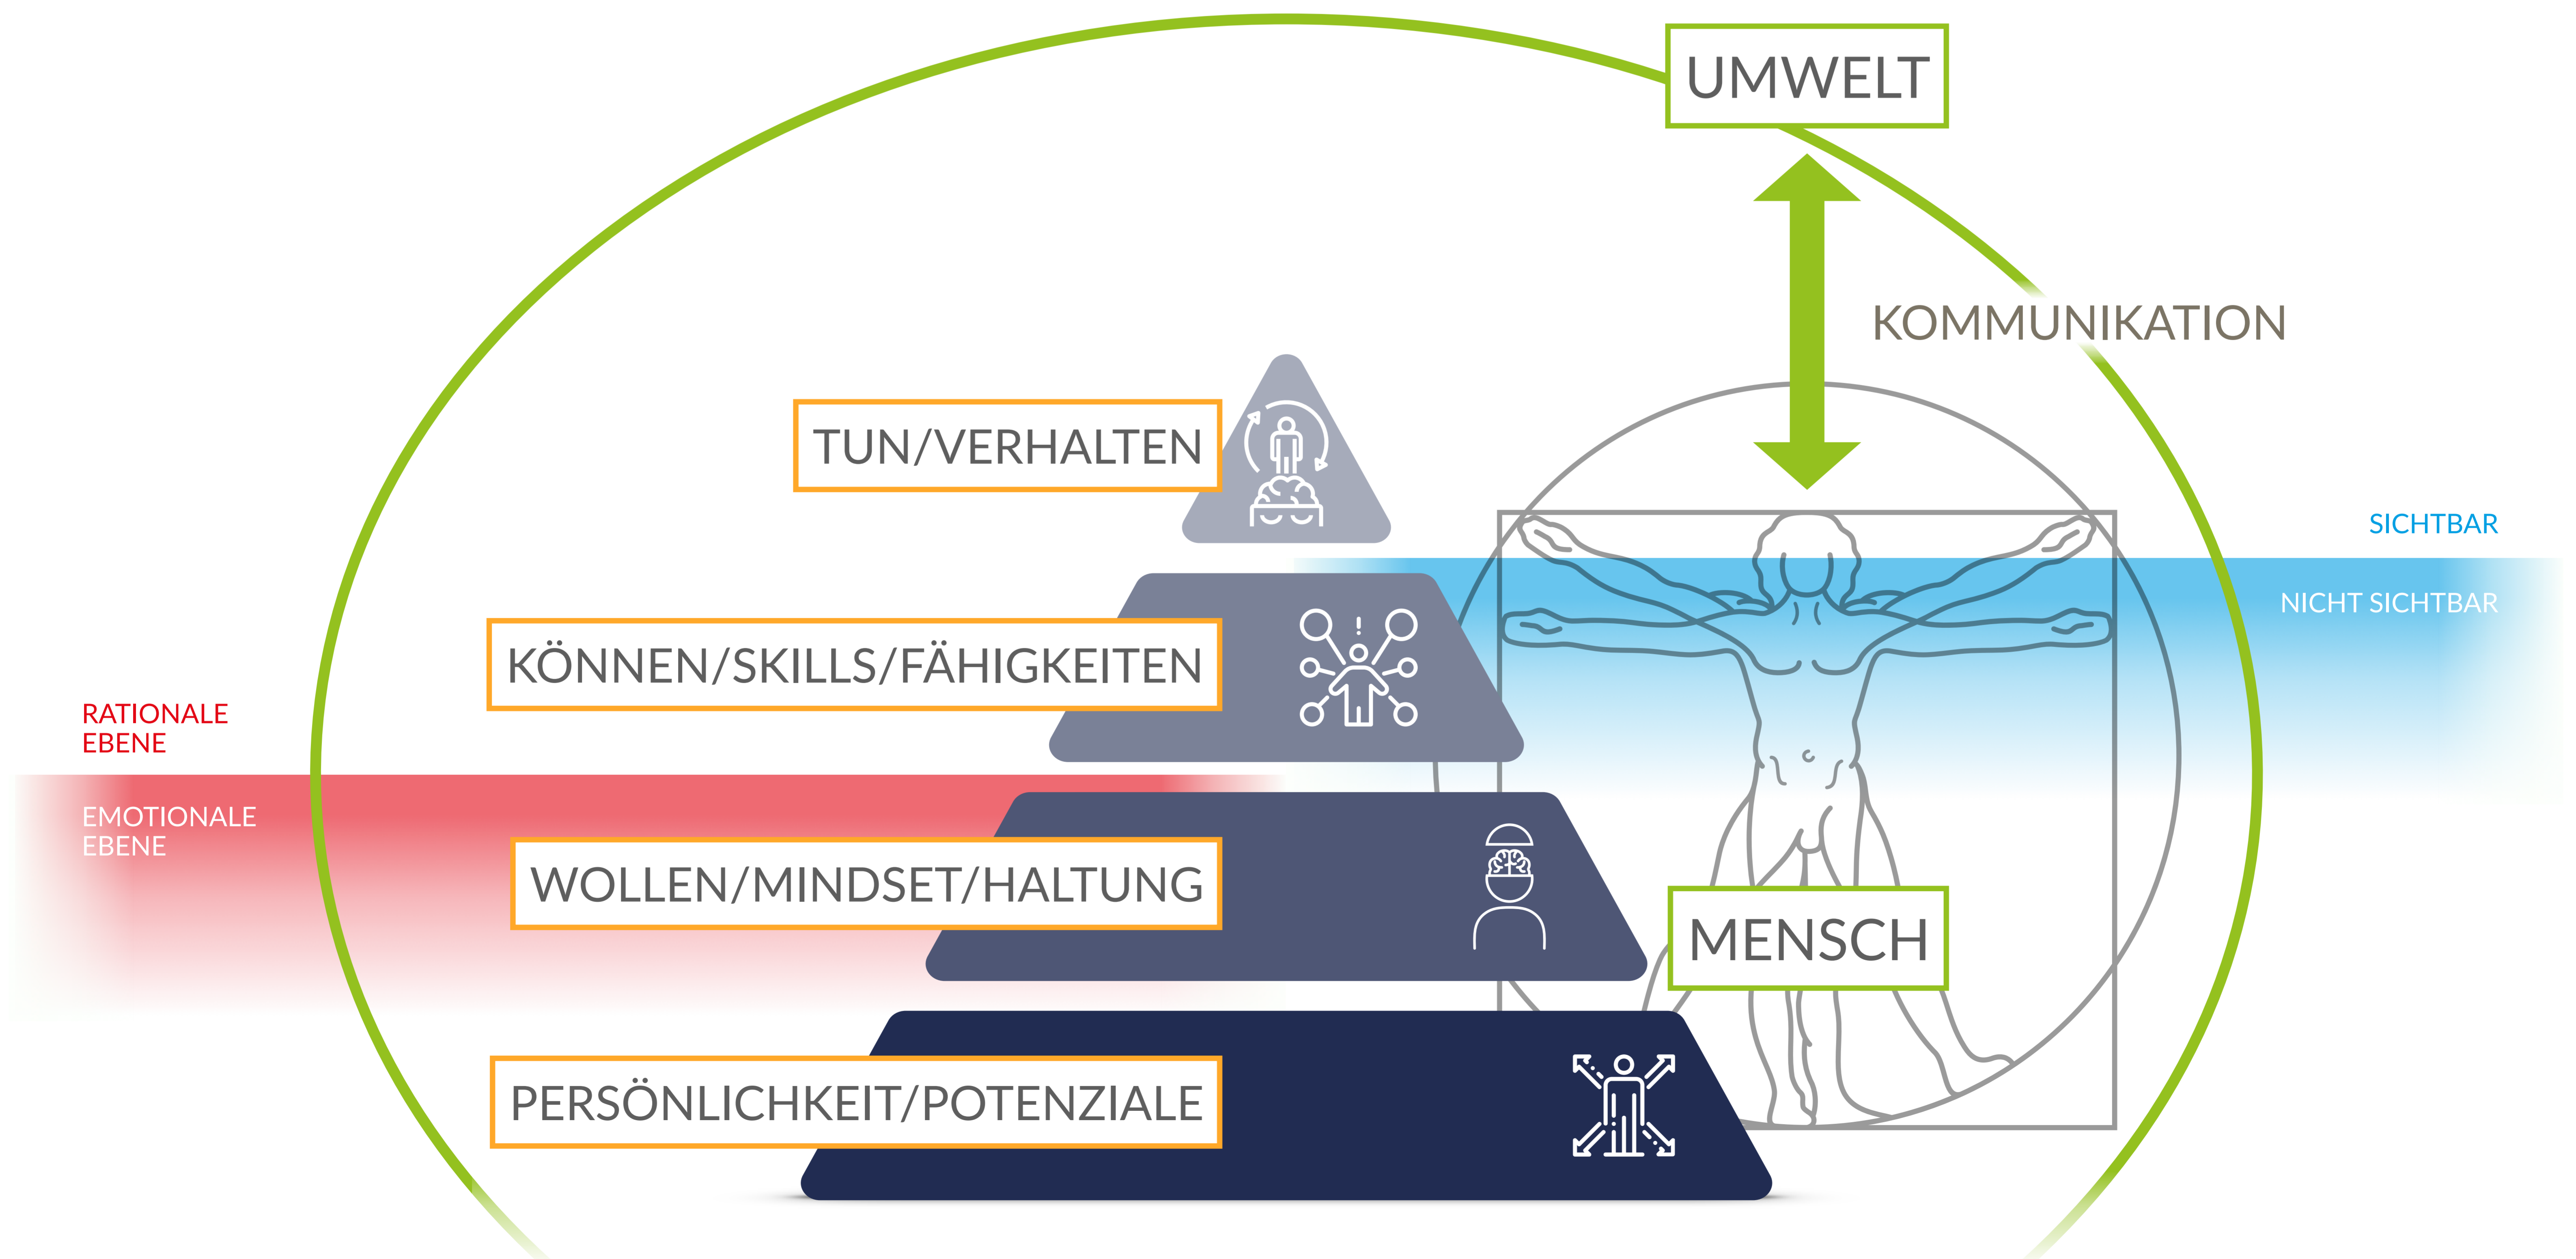 UMWELT
KOMMUNIKATION
TUN/VERHALTEN
SICHTBAR
NICHT SICHTBAR
KÖNNEN/SKILLS/FÄHIGKEITEN
RATIONALE
EBENE
EMOTIONALE
EBENE
WOLLEN/MINDSET/HALTUNG
MENSCH
PERSÖNLICHKEIT/POTENZIALE